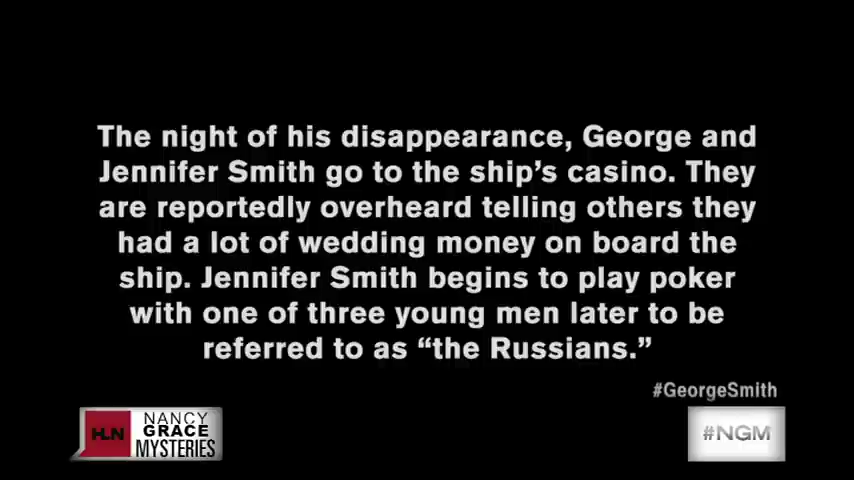 The night of his disappearance, George and
Jennifer Smith go to the ship's casino. They
are reportedly overheard telling others they
had a lot of wedding money on board the
ship. Jennifer Smith begins to play poker
with one of three young men later to be
referred to as “the Russians.”
#GeorgeSmith
HLN
NANCY
GRACE
MYSTERIES
#NGM